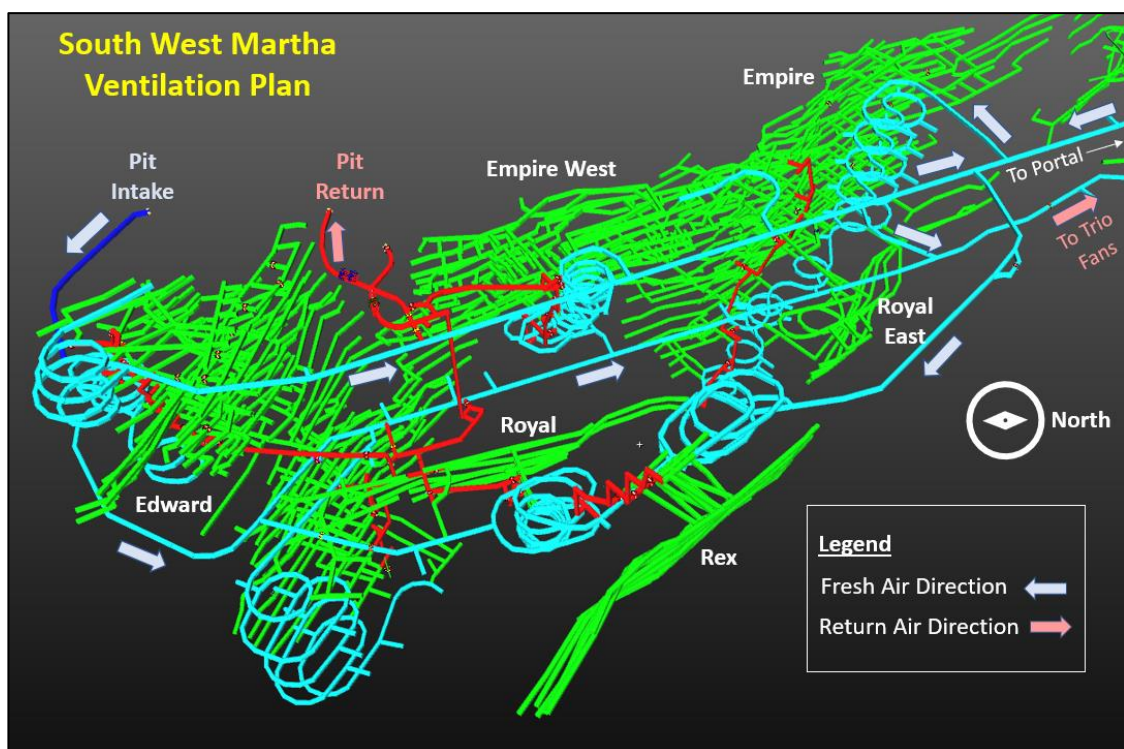 South West Martha
Ventilation Plan
Pit
Intake
Pit
Return
Empire West
Empire
To Portal
To Trio
Fans
Royal
East
Royal
Edward
Rex
North
Legend
Fresh Air Direction
Return Air Direction